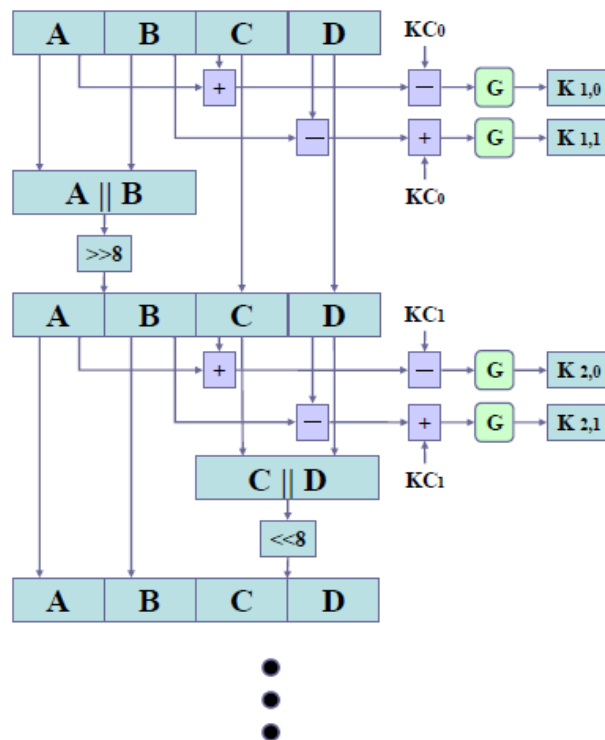 A B C D
KC0
+ — G K 1,0
— + G K 1,1
KC0
A || B
>>8
A B C D
KC1
+ — G K 2,0
— + G K 2,1
KC1
C || D
<<8
A B C D